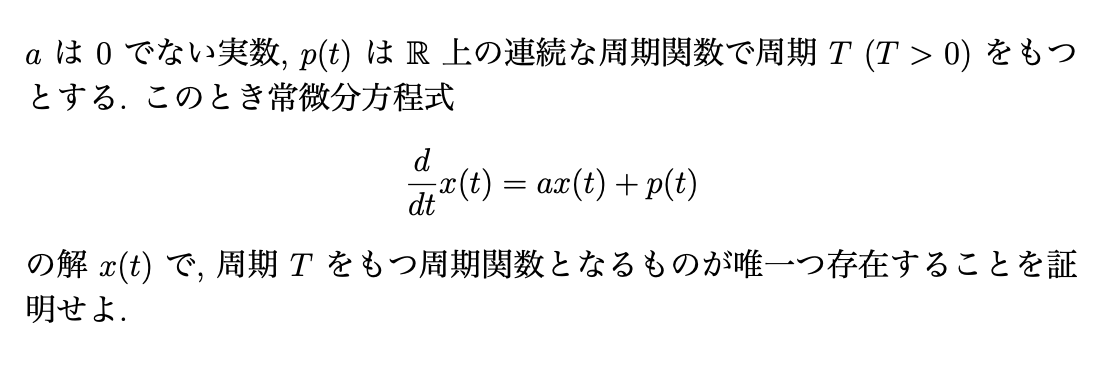 a は 0 でない実数, p(t) は ℝ 上の連続な周期関数で周期 T (T > 0) をもつ
とする. このとき常微分方程式
d/dt x(t) = ax(t) + p(t)
の解 x(t) で, 周期 T をもつ周期関数となるものが唯一つ存在することを証
明せよ.